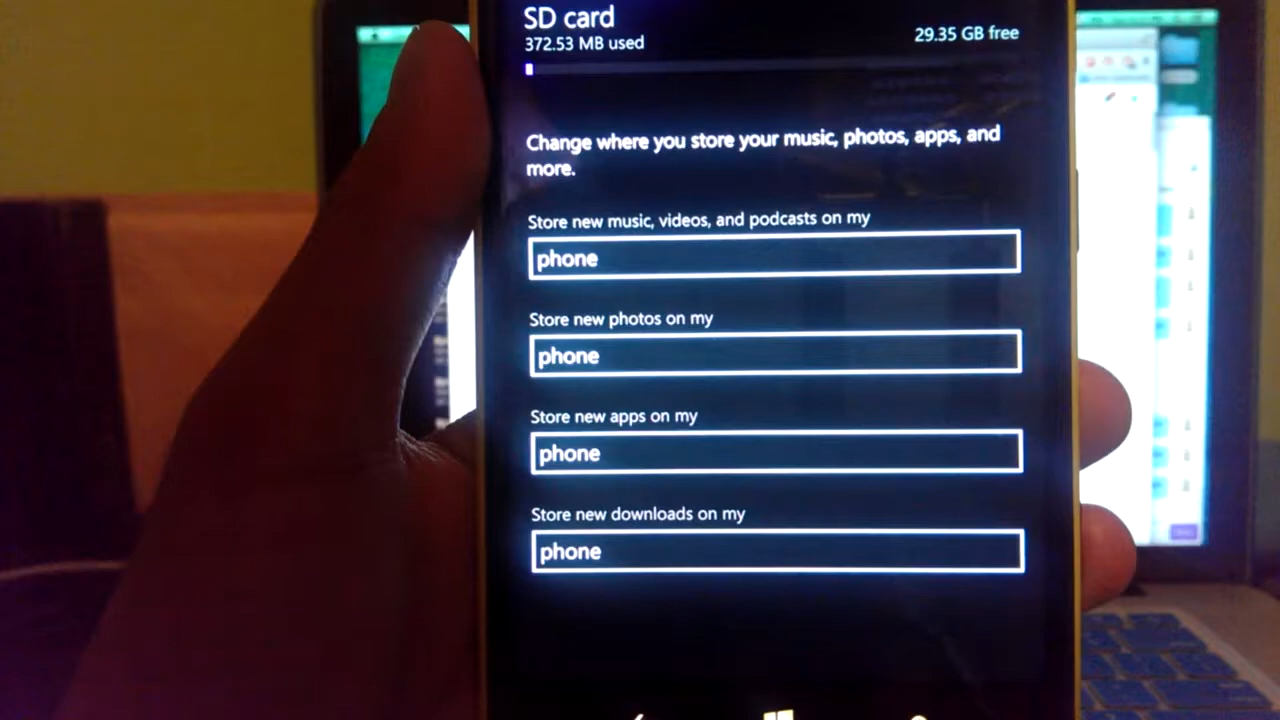 SD card
372.53 MB used
29.35 GB free
Change where you store your music, photos, apps, and
more.
Store new music, videos, and podcasts on my
phone
Store new photos on my
phone
Store new apps on my
phone
Store new downloads on my
phone